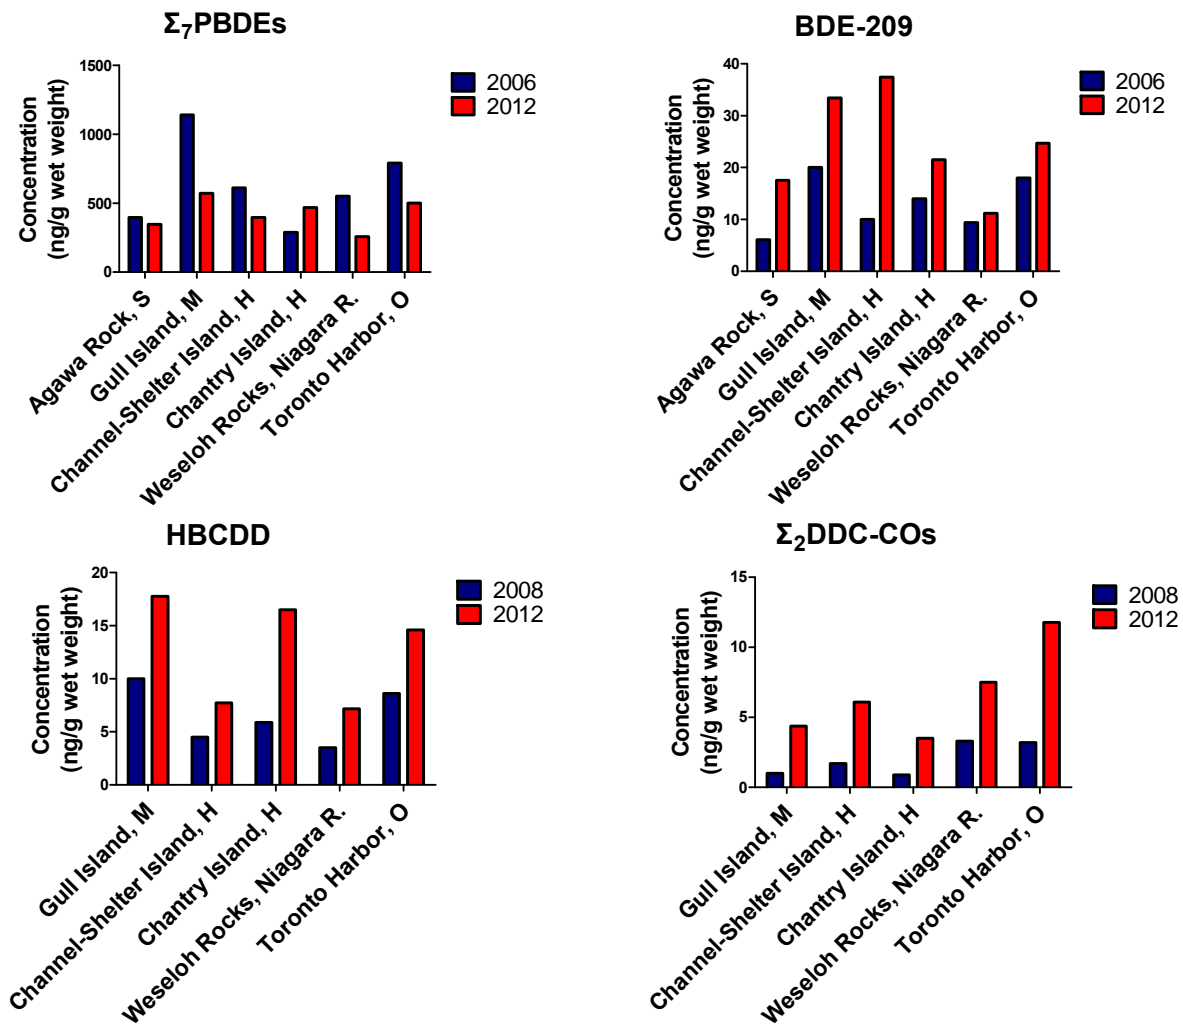 Σ₇PBDEs
Concentration
(ng/g wet weight)
1500
1000
500
0
2006
2012
Agawa Rock, S
Gull Island, M
Channel-Shelter Island, H
Chantry Island, H
Weseloh Rocks, Niagara R.
Toronto Harbor, O
BDE-209
Concentration
(ng/g wet weight)
40
30
20
10
0
2006
2012
Agawa Rock, S
Gull Island, M
Channel-Shelter Island, H
Chantry Island, H
Weseloh Rocks, Niagara R.
Toronto Harbor, O
HBCDD
Concentration
(ng/g wet weight)
20
15
10
5
0
2008
2012
Gull Island, M
Channel-Shelter Island, H
Chantry Island, H
Weseloh Rocks, Niagara R.
Toronto Harbor, O
Σ₂DDC-COs
Concentration
(ng/g wet weight)
15
10
5
0
2008
2012
Gull Island, M
Channel-Shelter Island, H
Chantry Island, H
Weseloh Rocks, Niagara R.
Toronto Harbor, O